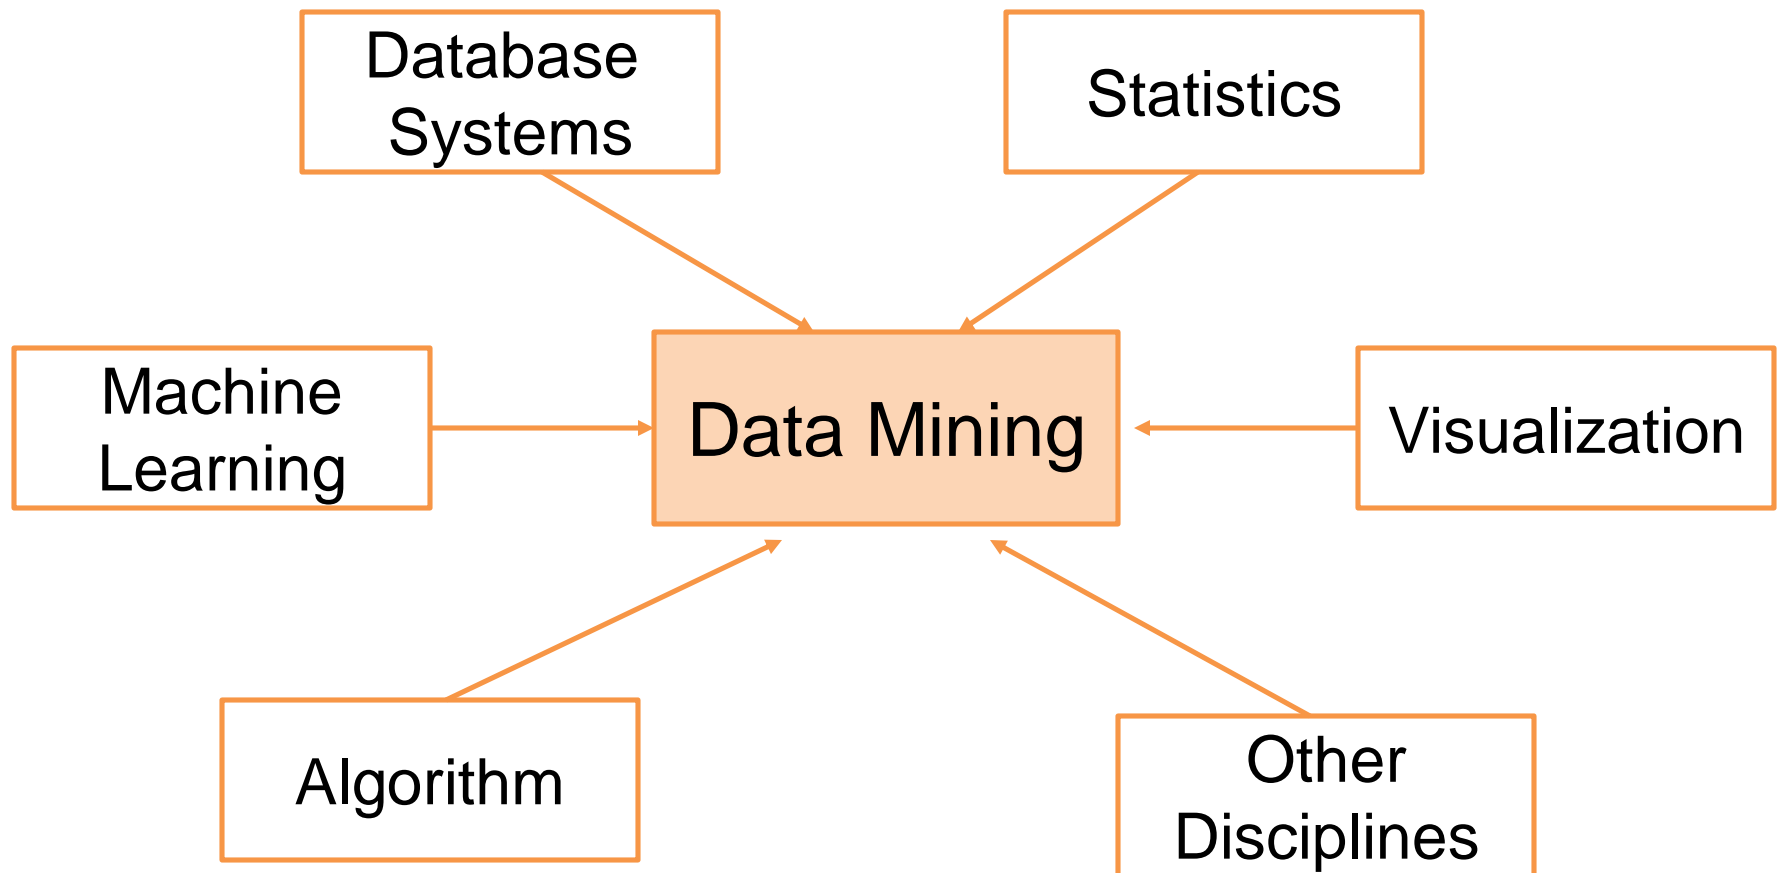 Database
Systems
Statistics
Machine
Learning
Data Mining
Visualization
Algorithm
Other
Disciplines